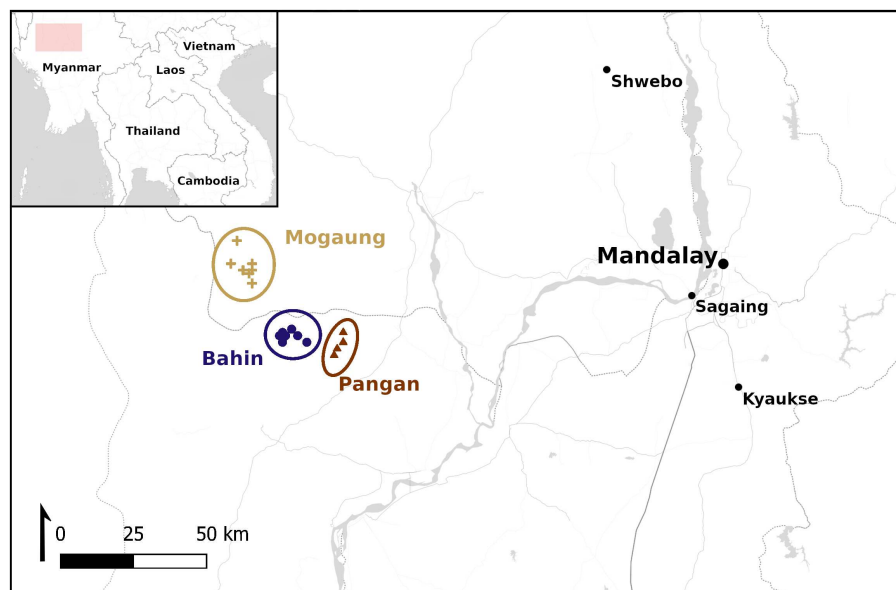 Vietnam
Myanmar
Laos
Thailand
Cambodia
Shwebo
Mogaung
Mandalay
Sagaing
Bahin
Pangan
Kyaukse
0 25 50 km